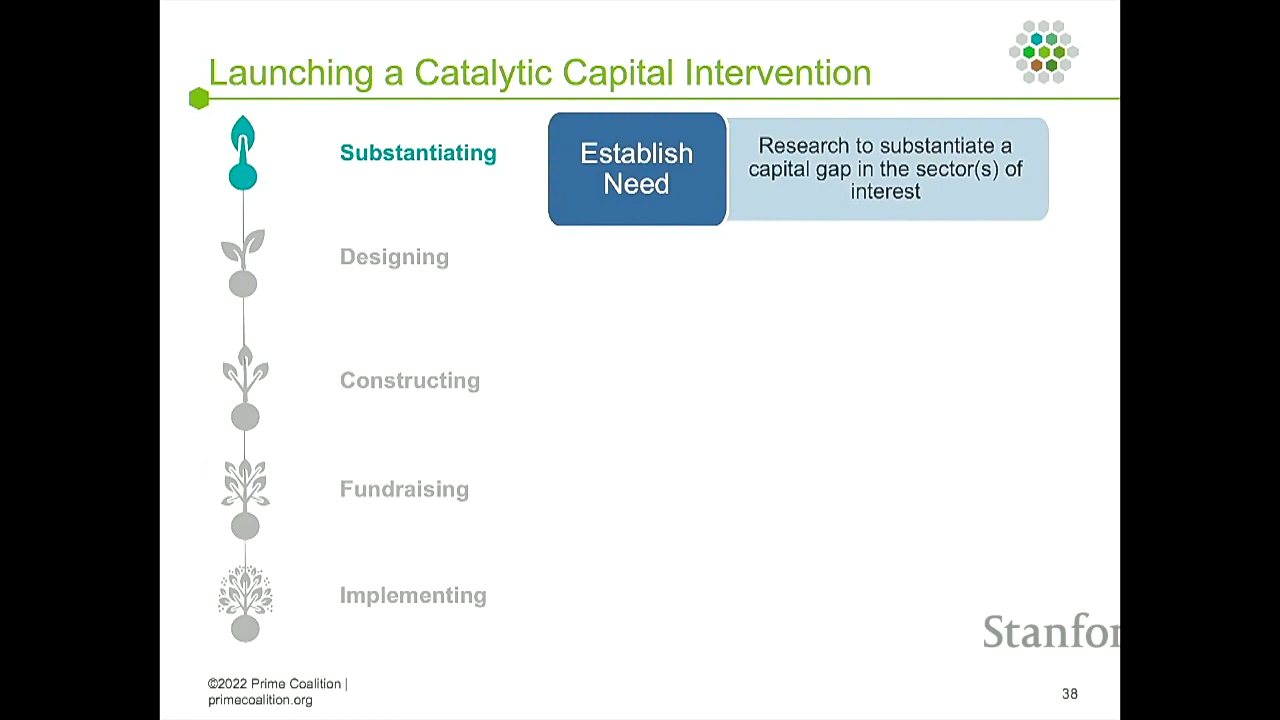 Launching a Catalytic Capital Intervention
Substantiating
Establish
Need
Research to substantiate a
capital gap in the sector(s) of
interest
Designing
Constructing
Fundraising
Implementing
Stanfor
©2022 Prime Coalition |
primecoalition.org
38